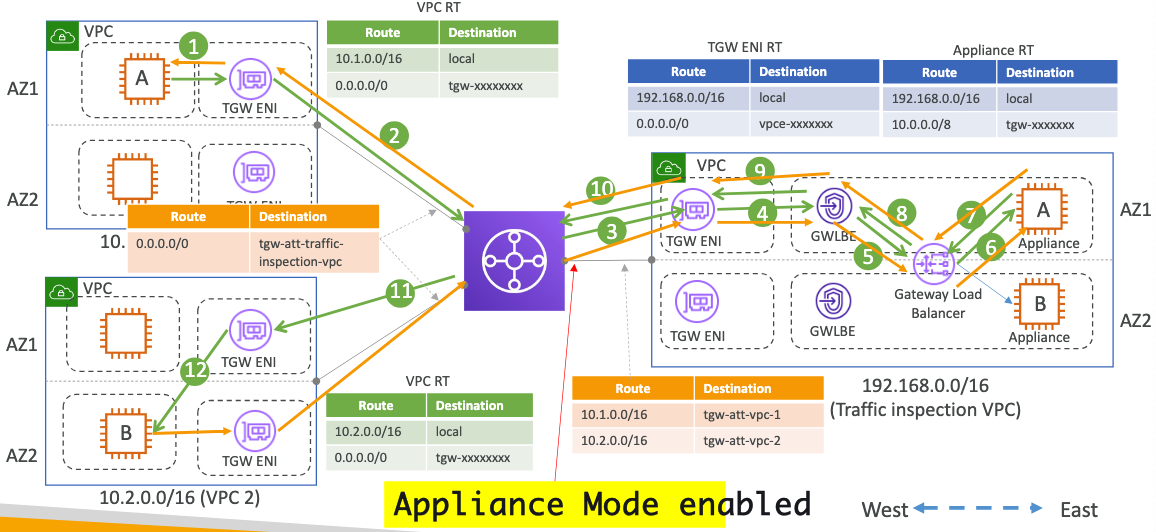 VPC RT
VPC
Route Destination
10.1.0.0/16 local
0.0.0.0/0 tgw-xxxxxxxx
1
A
TGW ENI
AZ1
2
AZ2
TGW ENI
10.
Route Destination
0.0.0.0/0 tgw-att-traffic-
inspection-vpc
TGW ENI RT
Route Destination
192.168.0.0/16 local
0.0.0.0/0 vpce-xxxxxxx
Appliance RT
Route Destination
192.168.0.0/16 local
10.0.0.0/8 tgw-xxxxxx
VPC
9
10
3
4
8
7
5
6
TGW ENI
GWLBE
A
Appliance
AZ1
Gateway Load
Balancer
TGW ENI
GWLBE
B
Appliance
AZ2
192.168.0.0/16
(Traffic inspection VPC)
VPC
11
AZ1
TGW ENI
12
B
AZ2
TGW ENI
10.2.0.0/16 (VPC 2)
VPC RT
Route Destination
10.2.0.0/16 local
0.0.0.0/0 tgw-xxxxxxxx
Route Destination
10.1.0.0/16 tgw-att-vpc-1
10.2.0.0/16 tgw-att-vpc-2
Appliance Mode enabled
West East